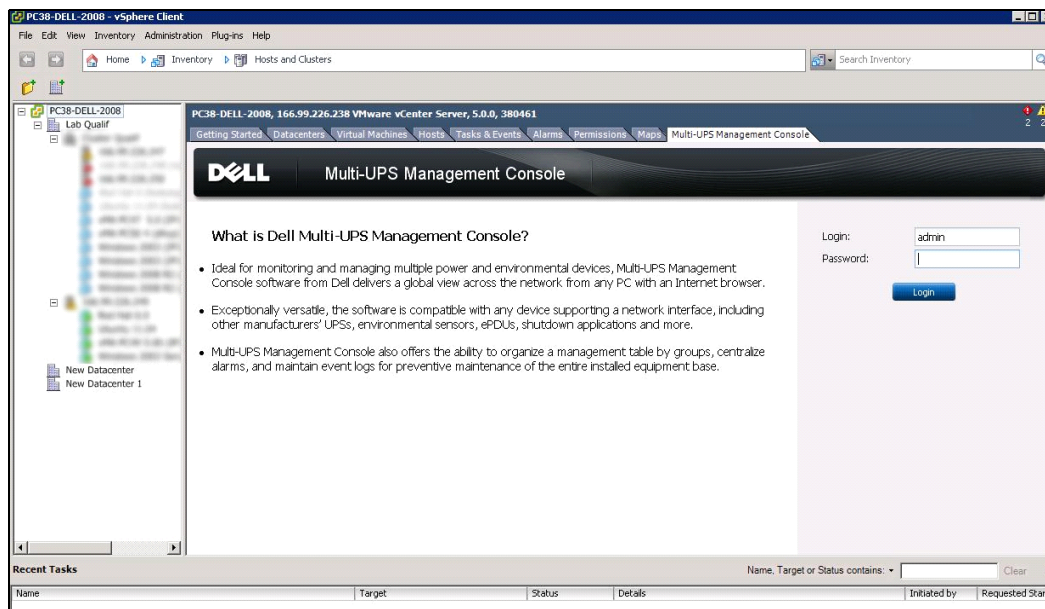 PC38-DELL-2008 - vSphere Client
File Edit View Inventory Administration Plug-ins Help
Home Inventory Hosts and Clusters
Search Inventory
PC38-DELL-2008
Lab Qualif
New Datacenter
New Datacenter 1
PC38-DELL-2008, 166.99.226.238 VMware vCenter Server, 5.0.0, 380461
2
Getting Started Datacenters Virtual Machines Hosts Tasks & Events Alarms Permissions Maps Multi-UPS Management Console
DELL Multi-UPS Management Console
What is Dell Multi-UPS Management Console?
• Ideal for monitoring and managing multiple power and environmental devices, Multi-UPS Management
Console software from Dell delivers a global view across the network from any PC with an Internet browser.
• Exceptionally versatile, the software is compatible with any device supporting a network interface, including
other manufacturers' UPSs, environmental sensors, ePDUs, shutdown applications and more.
• Multi-UPS Management Console also offers the ability to organize a management table by groups, centralize
alarms, and maintain event logs for preventive maintenance of the entire installed equipment base.
Login: admin
Password:
Login
Recent Tasks
Name, Target or Status contains: Clear
Name Target Status Details Initiated by Requested Star